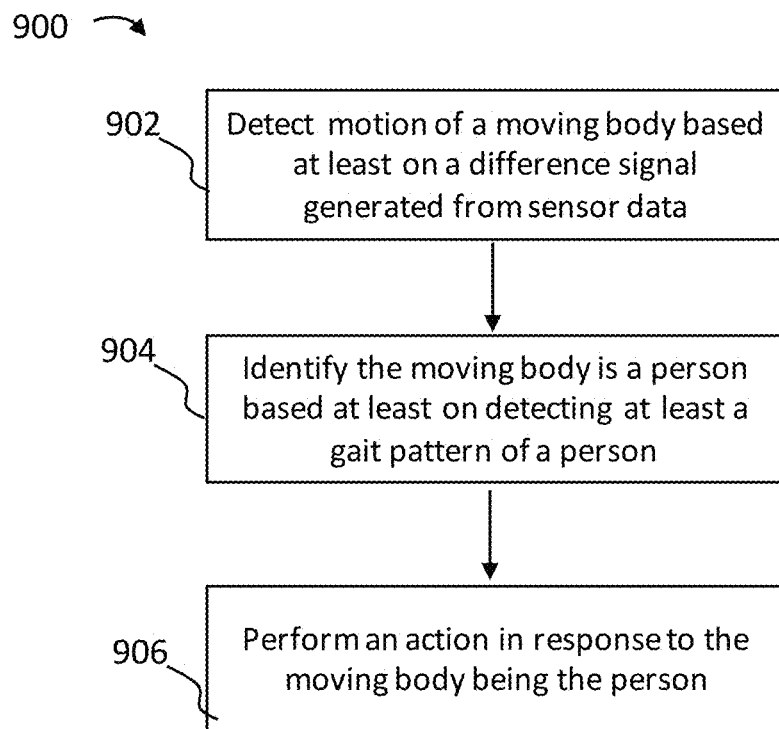 900
902
Detect motion of a moving body based
at least on a difference signal
generated from sensor data
904
Identify the moving body is a person
based at least on detecting at least a
gait pattern of a person
906
Perform an action in response to the
moving body being the person